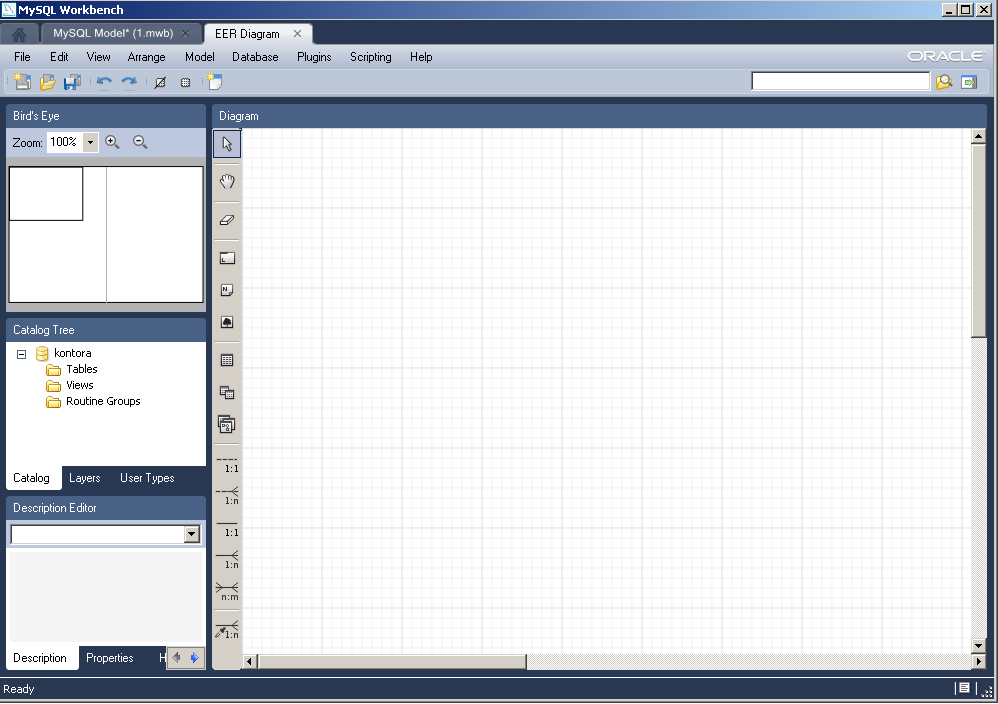 MySQL Workbench
MySQL Model* (1.mwb)
EER Diagram
File Edit View Arrange Model Database Plugins Scripting Help
ORACLE
Bird's Eye
Diagram
Zoom: 100%
Catalog Tree
kontora
Tables
Views
Routine Groups
Catalog Layers User Types
Description Editor
1:1
1:n
1:1
1:n
n:m
1:n
Description Properties H
Ready